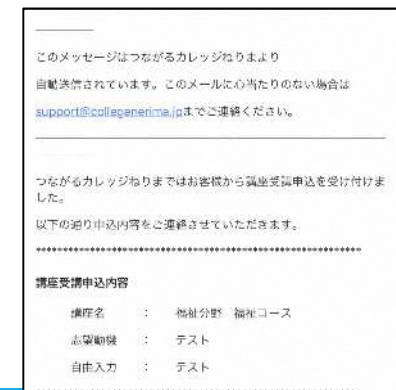 このメッセージはつながるカレッジねりまより
自動送信されています。このメールに心当たりのない場合は
support@collegenerima.jpまでご連絡ください。
つながるカレッジねりまではお客様から講座受講申込を受け付けま
した。
以下の通り申込内容をご連絡させていただきます。
**************************************************************
講座受講申込内容
講座名 ： 福祉分野 福祉コース
志望動機 ： テスト
自由入力 ： テスト